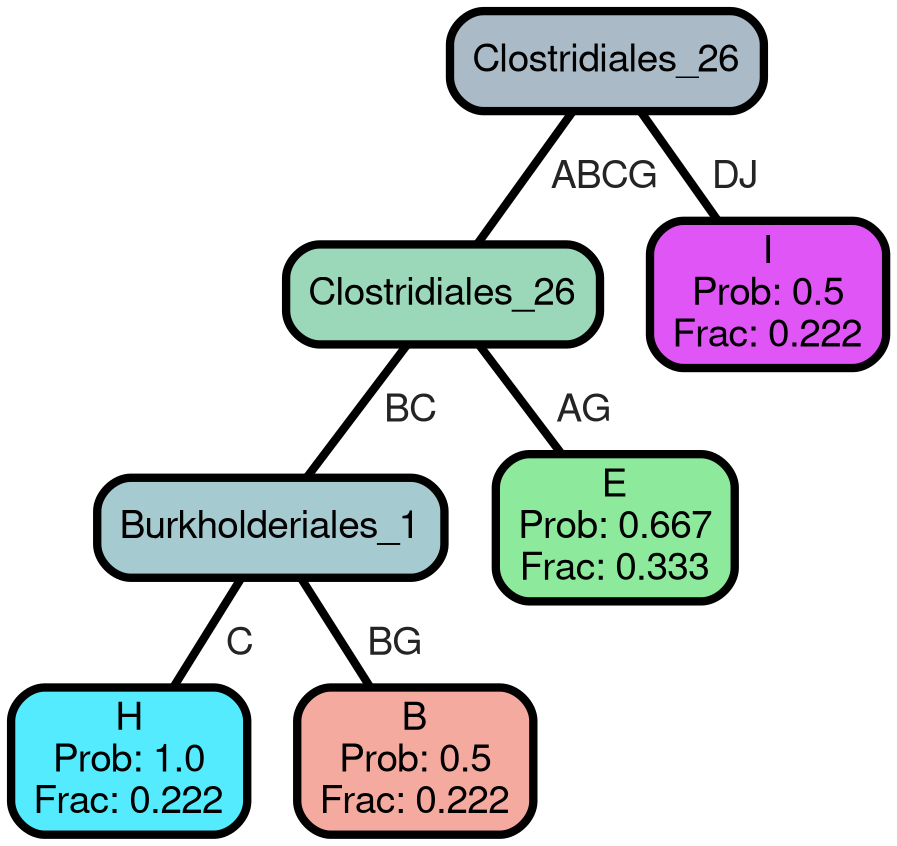 Clostridiales_26
ABCG
DJ
Clostridiales_26
I
Prob: 0.5
Frac: 0.222
BC
AG
Burkholderiales_1
E
Prob: 0.667
Frac: 0.333
C
BG
H
Prob: 1.0
Frac: 0.222
B
Prob: 0.5
Frac: 0.222